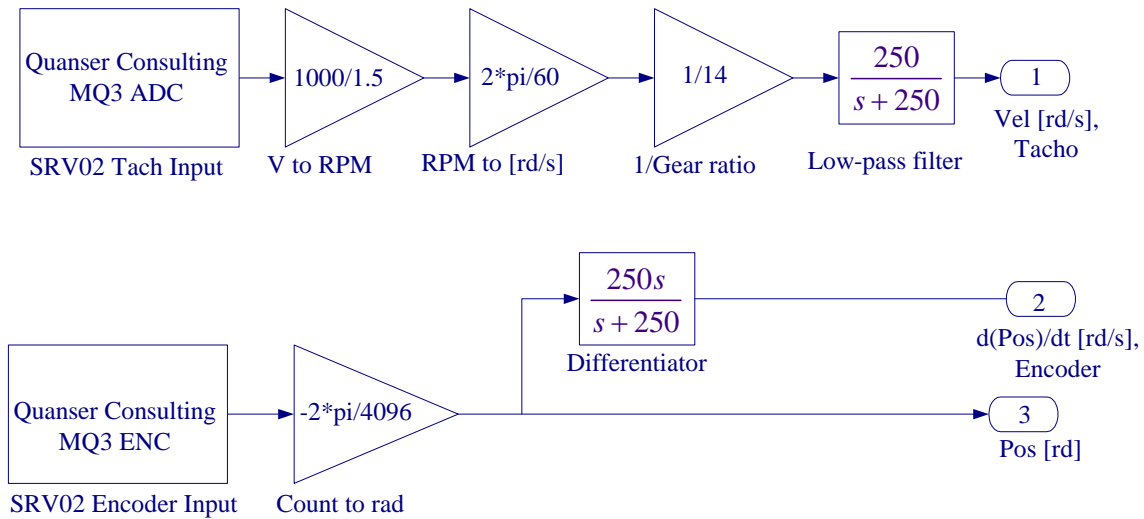 Quanser Consulting
MQ3 ADC
SRV02 Tach Input
1000/1.5
V to RPM
2*pi/60
RPM to [rd/s]
1/14
1/Gear ratio
250
s + 250
Low-pass filter
1
Vel [rd/s],
Tacho
250s
s + 250
Differentiator
2
d(Pos)/dt [rd/s],
Encoder
Quanser Consulting
MQ3 ENC
SRV02 Encoder Input
-2*pi/4096
Count to rad
3
Pos [rd]